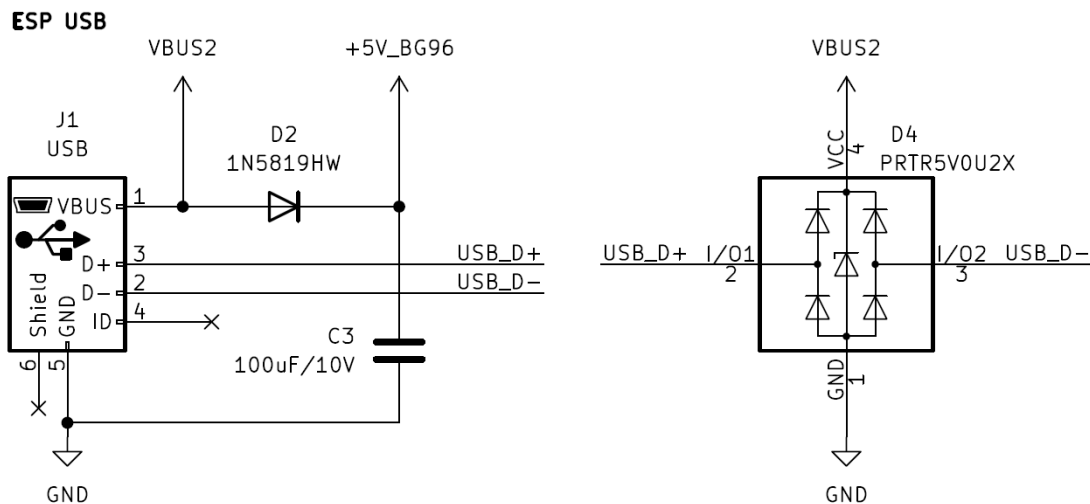 ESP USB
VBUS2
+5V_BG96
VBUS2
J1
USB
D2
1N5819HW
VCC
4
D4
PRTR5V0U2X
VBUS
1
D+
3
USB_D+
D-
2
USB_D-
ID
4
Shield
GND
6
5
C3
100uF/10V
USB_D+
I/O1
2
I/O2
3
USB_D-
GND
1
GND
GND